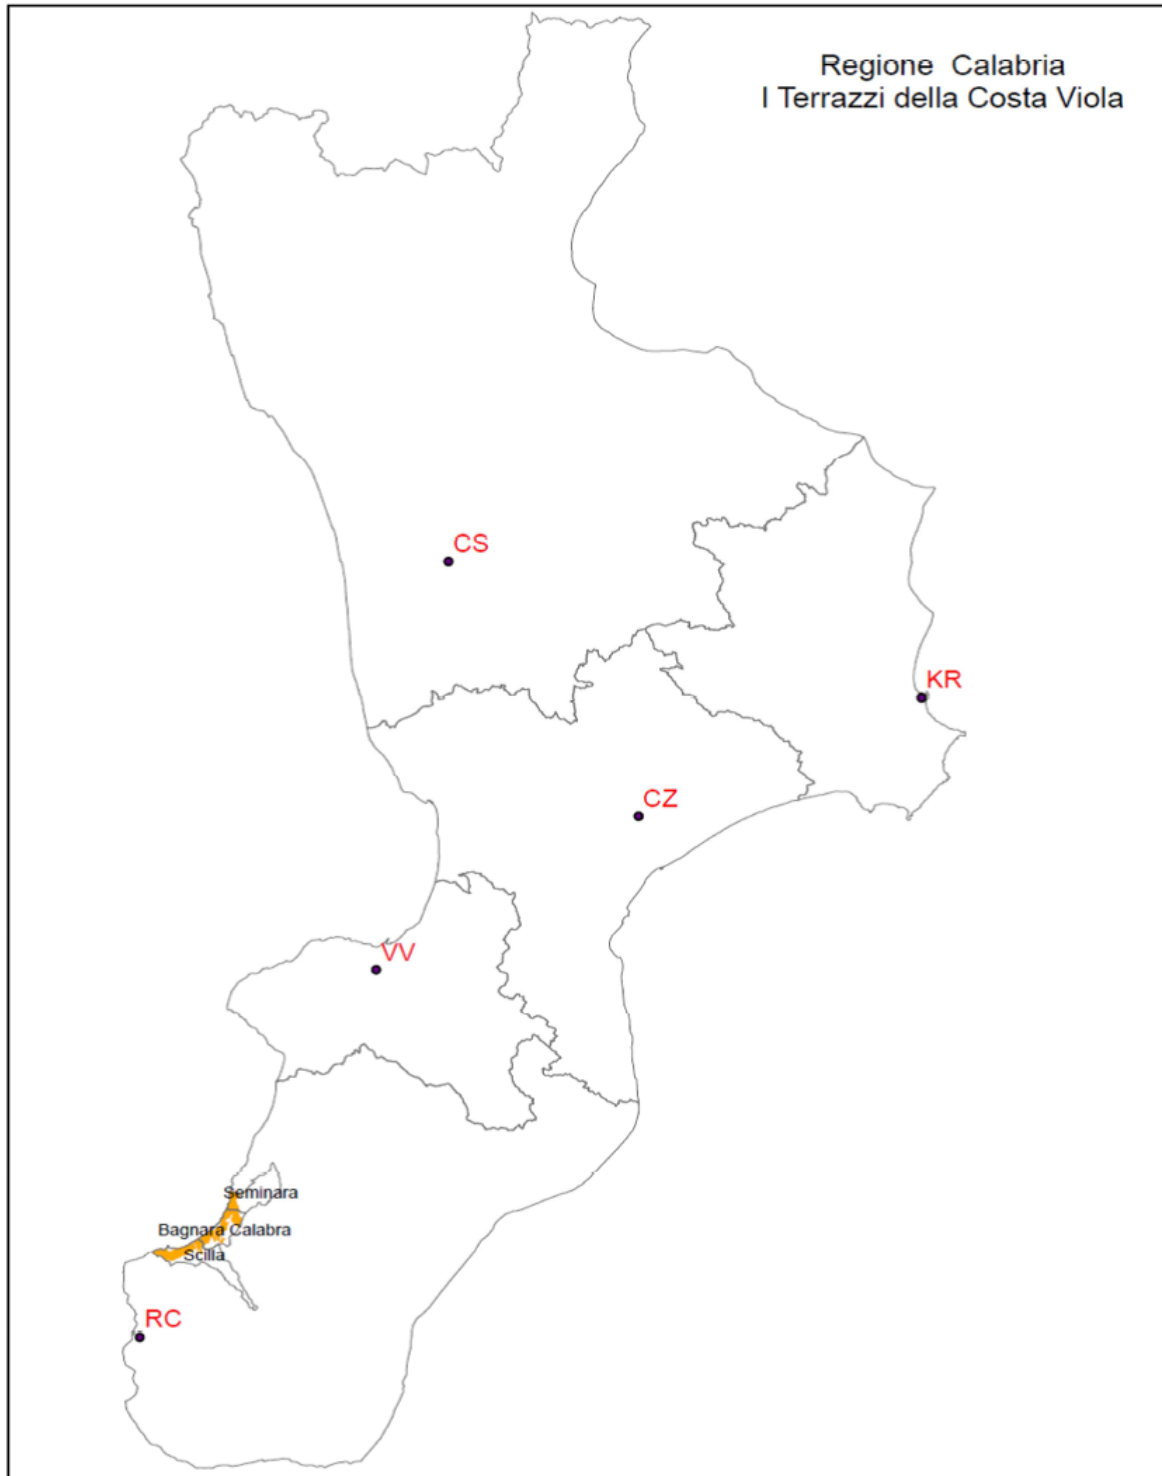 Regione Calabria
I Terrazzi della Costa Viola
CS
KR
CZ
VV
Seminara
Bagnara Calabra
Scilla
RC